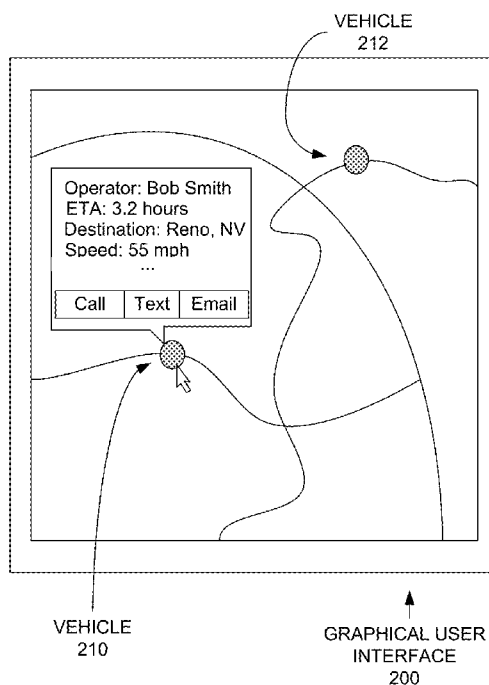 VEHICLE
212
Operator: Bob Smith
ETA: 3.2 hours
Destination: Reno, NV
Speed: 55 mph
...
Call Text Email
VEHICLE
210
GRAPHICAL USER
INTERFACE
200